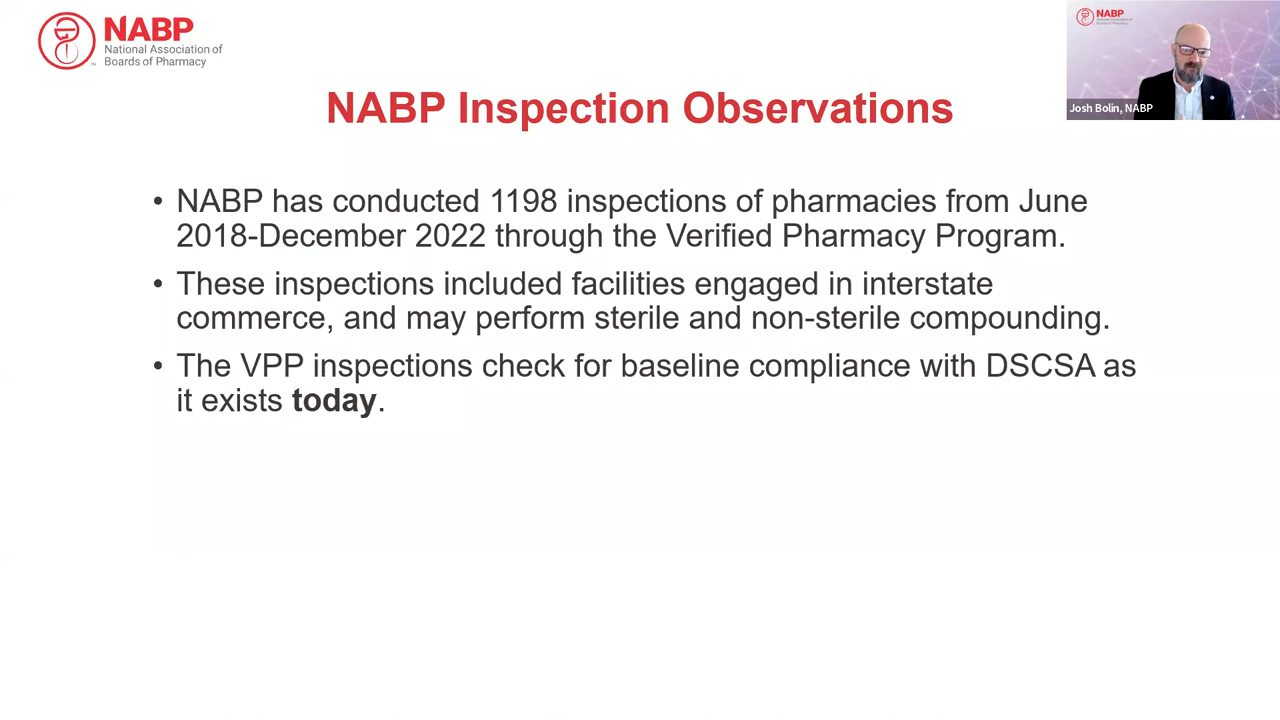 NABP
National Association of
Boards of Pharmacy
NABP
Josh Bolin, NABP
NABP Inspection Observations
• NABP has conducted 1198 inspections of pharmacies from June
2018-December 2022 through the Verified Pharmacy Program.
• These inspections included facilities engaged in interstate
commerce, and may perform sterile and non-sterile compounding.
• The VPP inspections check for baseline compliance with DSCSA as
it exists today.